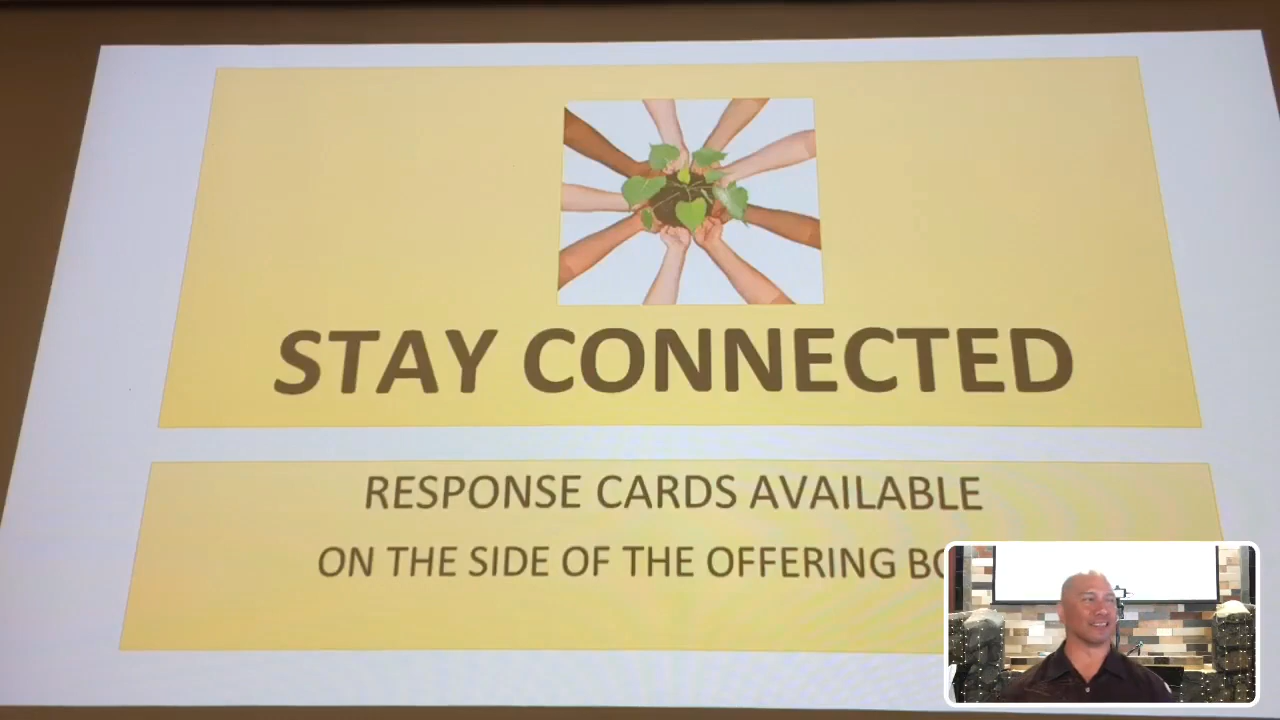 STAY CONNECTED
RESPONSE CARDS AVAILABLE
ON THE SIDE OF THE OFFERING